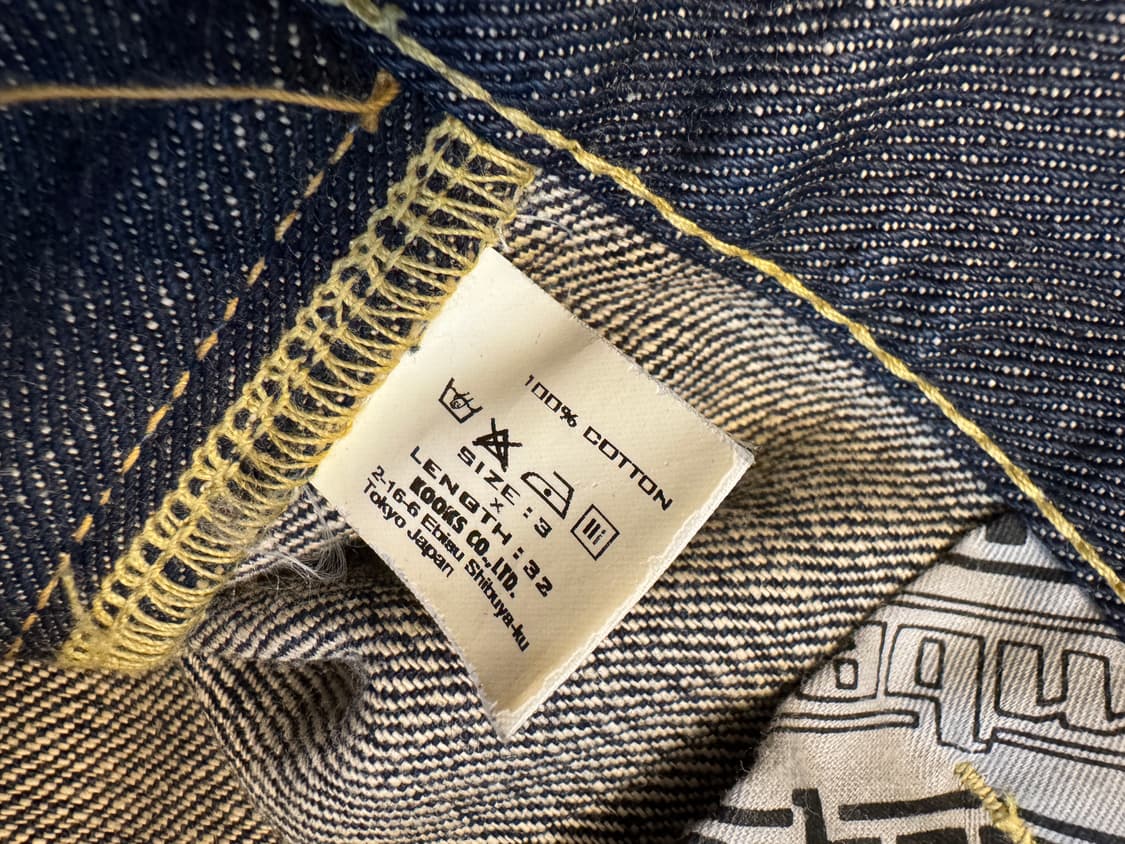 100% COTTON
SIZE : 3
×
LENGTH : 32
KOOKS CO., LTD.
2-16-6 Ebisu Shibuya-ku
Tokyo Japan